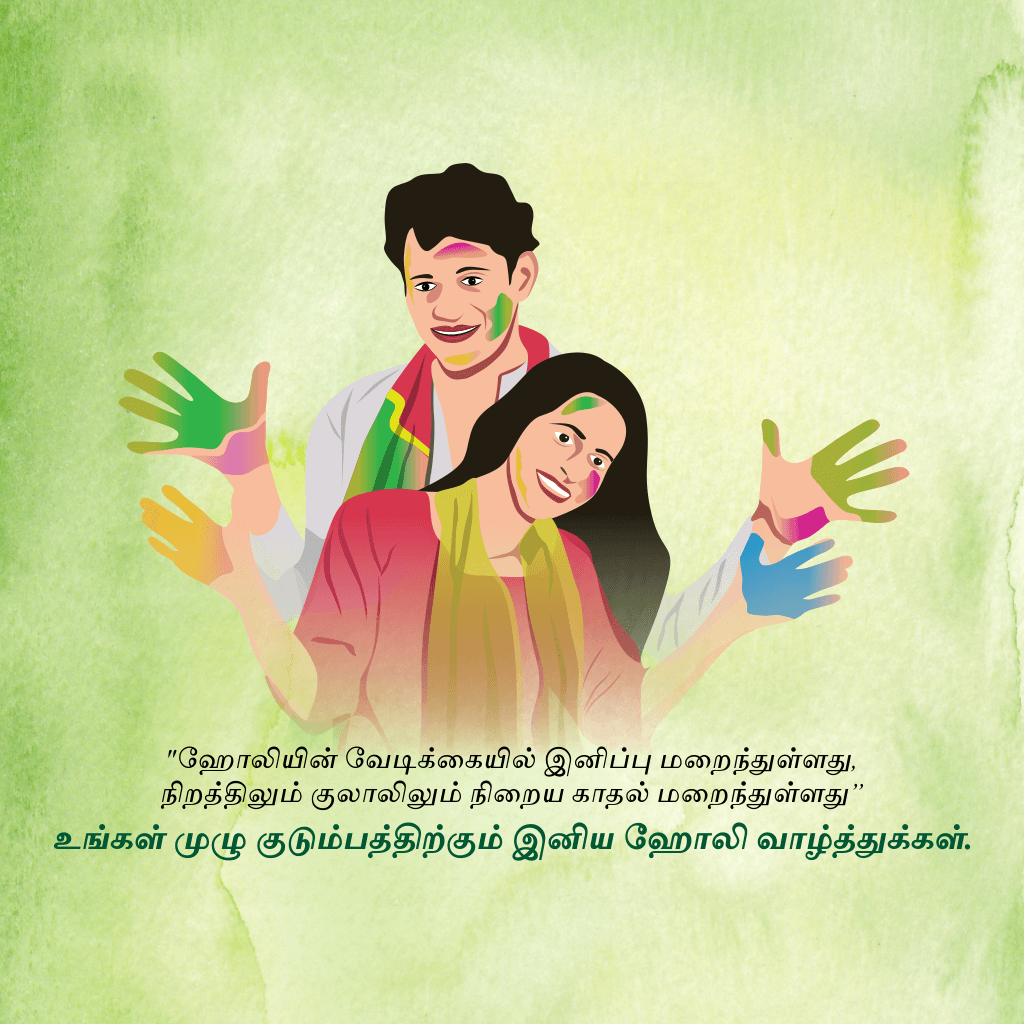 "ஹோலியின் வேடிக்கையில் இனிப்பு மறைந்துள்ளது,
நிறத்திலும் குலாலிலும் நிறைய காதல் மறைந்துள்ளது’’
உங்கள் முழு குடும்பத்திற்கும் இனிய ஹோலி வாழ்த்துக்கள்.